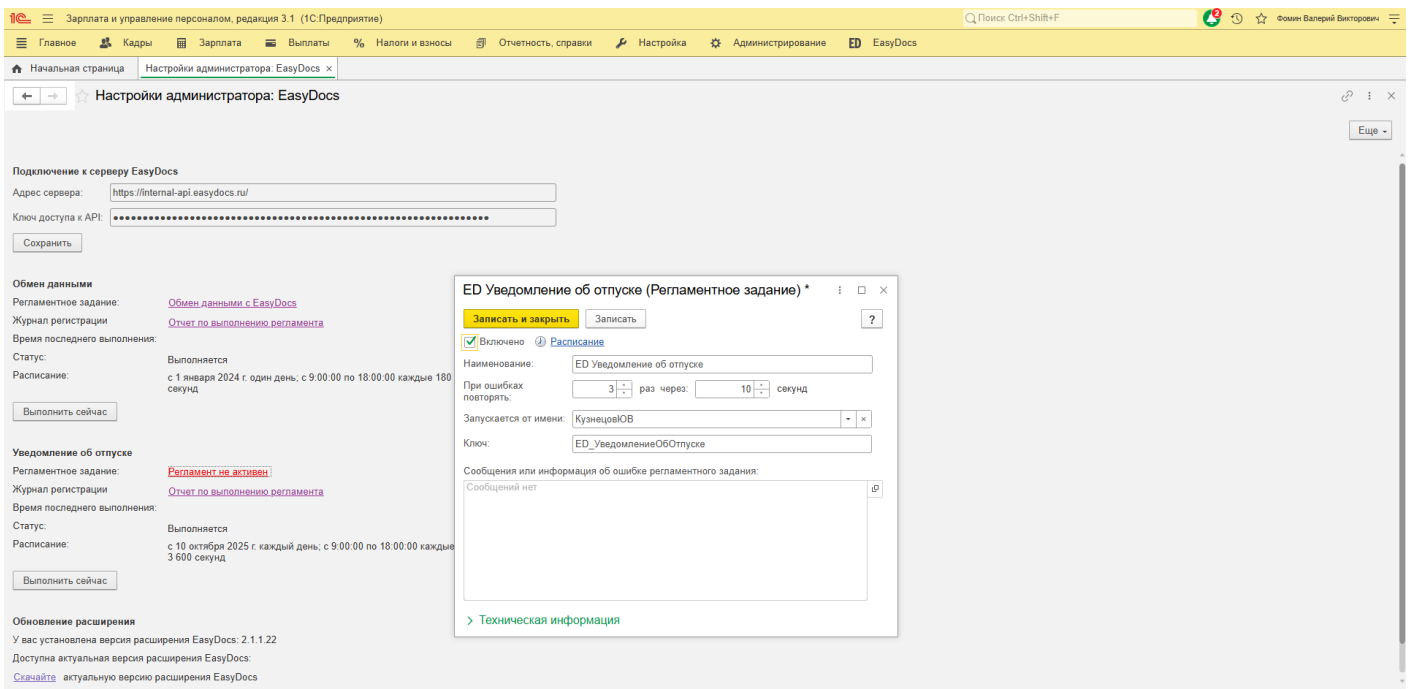 1С Зарплата и управление персоналом, редакция 3.1 (1С:Предприятие) Поиск Ctrl+Shift+F 2 Фомин Валерий Викторович
Главное Кадры Зарплата Выплаты % Налоги и взносы Отчетность, справки Настройка Администрирование ED EasyDocs
Начальная страница Настройки администратора: EasyDocs ×
Настройки администратора: EasyDocs
Еще
Подключение к серверу EasyDocs
Адрес сервера: https://internal-api.easydocs.ru/
Ключ доступа к API:
Сохранить
Обмен данными
Регламентное задание: Обмен данными с EasyDocs
Журнал регистрации Отчет по выполнению регламента
Время последнего выполнения:
Статус: Выполняется
Расписание: с 1 января 2024 г. один день; с 9:00:00 по 18:00:00 каждые 180
секунд
Выполнить сейчас
Уведомление об отпуске
Регламентное задание: Регламент не активен
Журнал регистрации Отчет по выполнению регламента
Время последнего выполнения:
Статус: Выполняется
Расписание: с 10 октября 2025 г. каждый день; с 9:00:00 по 18:00:00 каждые
3 600 секунд
Выполнить сейчас
Обновление расширения
У вас установлена версия расширения EasyDocs: 2.1.1.22
Доступна актуальная версия расширения EasyDocs:
Скачайте актуальную версию расширения EasyDocs
ED Уведомление об отпуске (Регламентное задание) *
Записать и закрыть Записать ?
Включено Расписание
Наименование: ED Уведомление об отпуске
При ошибках
повторять: 3 раз через: 10 секунд
Запускается от имени: КузнецовЮВ
Ключ: ED_УведомлениеОбОтпуске
Сообщения или информация об ошибке регламентного задания:
Сообщений нет
Техническая информация